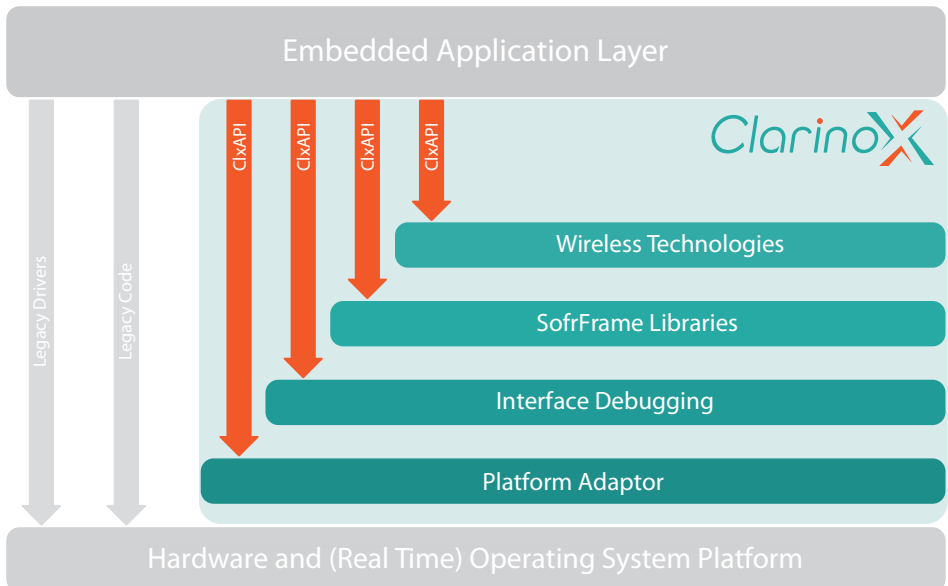 Embedded Application Layer
ClxAPI
ClxAPI
ClxAPI
ClxAPI
Clarinox
Legacy Drivers
Legacy Code
Wireless Technologies
SofrFrame Libraries
Interface Debugging
Platform Adaptor
Hardware and (Real Time) Operating System Platform